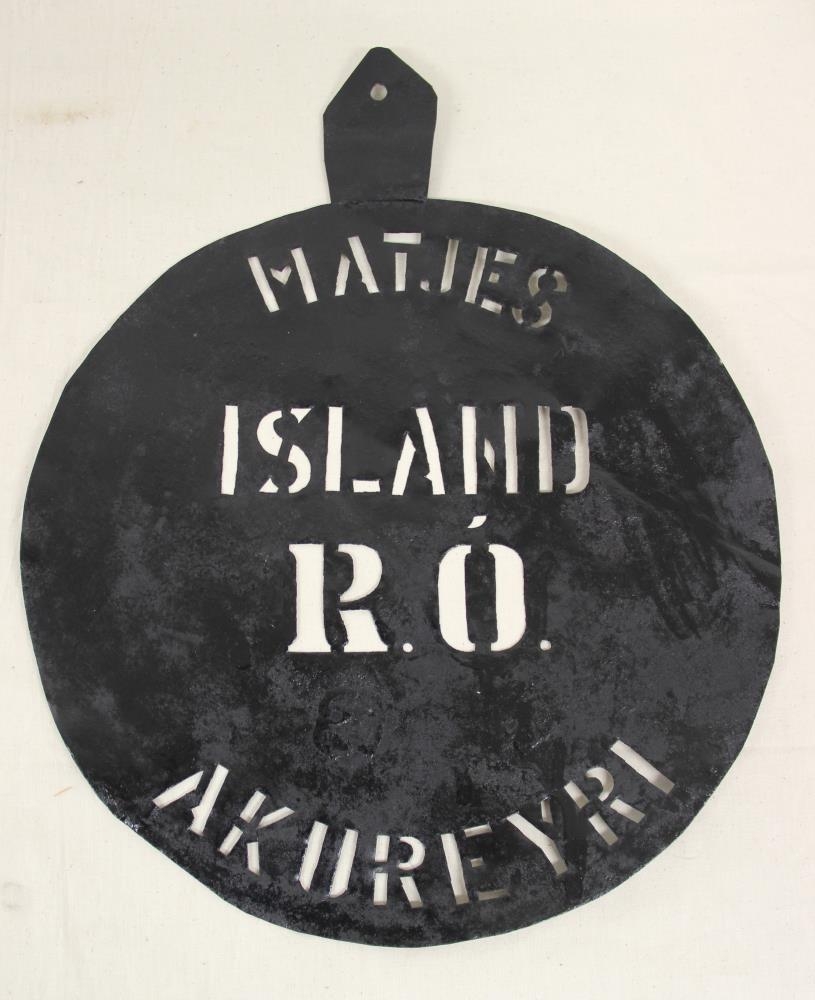 MATJES
ISLAND
R.Ó.
AKUREYRI